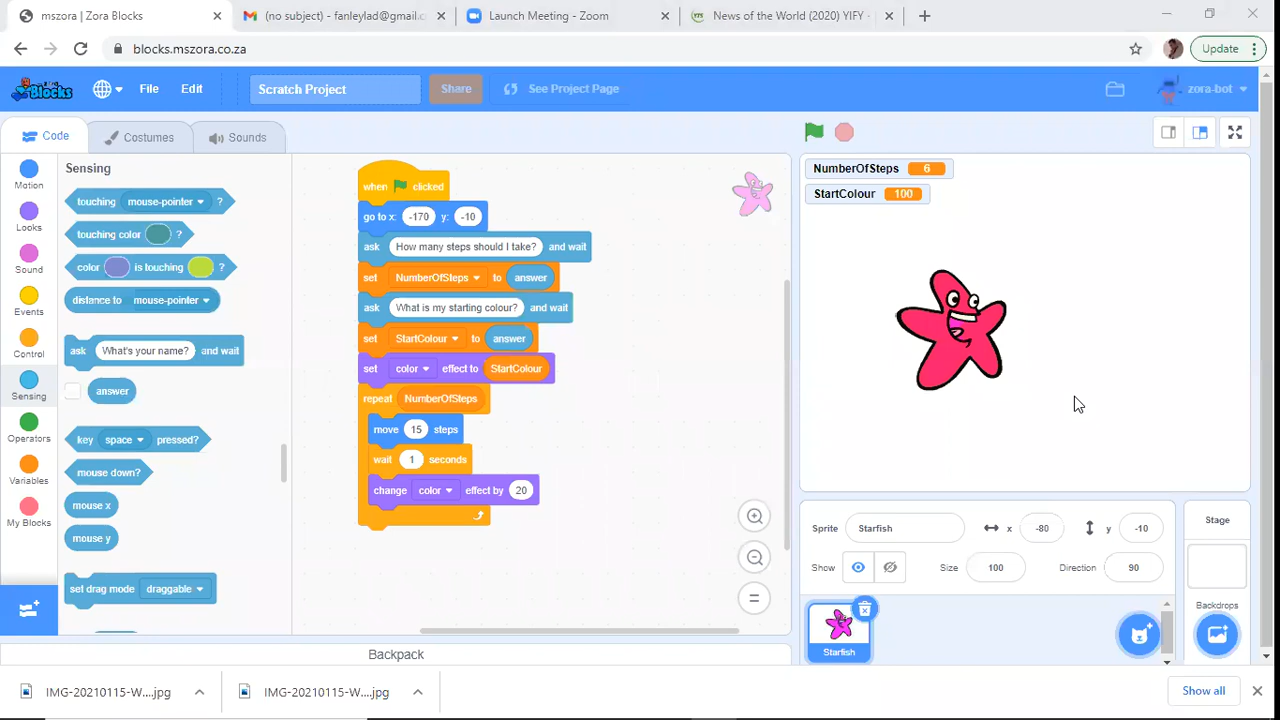 mszora | Zora Blocks
(no subject) - fanleylad@gmail.c
Launch Meeting - Zoom
News of the World (2020) YIFY -
blocks.mszora.co.za
Update
Blocks
File
Edit
Scratch Project
Share
See Project Page
zora-bot
Code
Costumes
Sounds
Motion
Looks
Sound
Events
Control
Sensing
Operators
Variables
My Blocks
Sensing
touching mouse-pointer ?
touching color ?
color is touching ?
distance to mouse-pointer
ask What's your name? and wait
answer
key space pressed?
mouse down?
mouse x
mouse y
set drag mode draggable
when clicked
go to x: -170 y: -10
ask How many steps should I take? and wait
set NumberOfSteps to answer
ask What is my starting colour? and wait
set StartColour to answer
set color effect to StartColour
repeat NumberOfSteps
move 15 steps
wait 1 seconds
change color effect by 20
Backpack
NumberOfSteps 6
StartColour 100
Sprite Starfish x -80 y -10
Show Size 100 Direction 90
Starfish
Stage
Backdrops
IMG-20210115-W....jpg
IMG-20210115-W....jpg
Show all